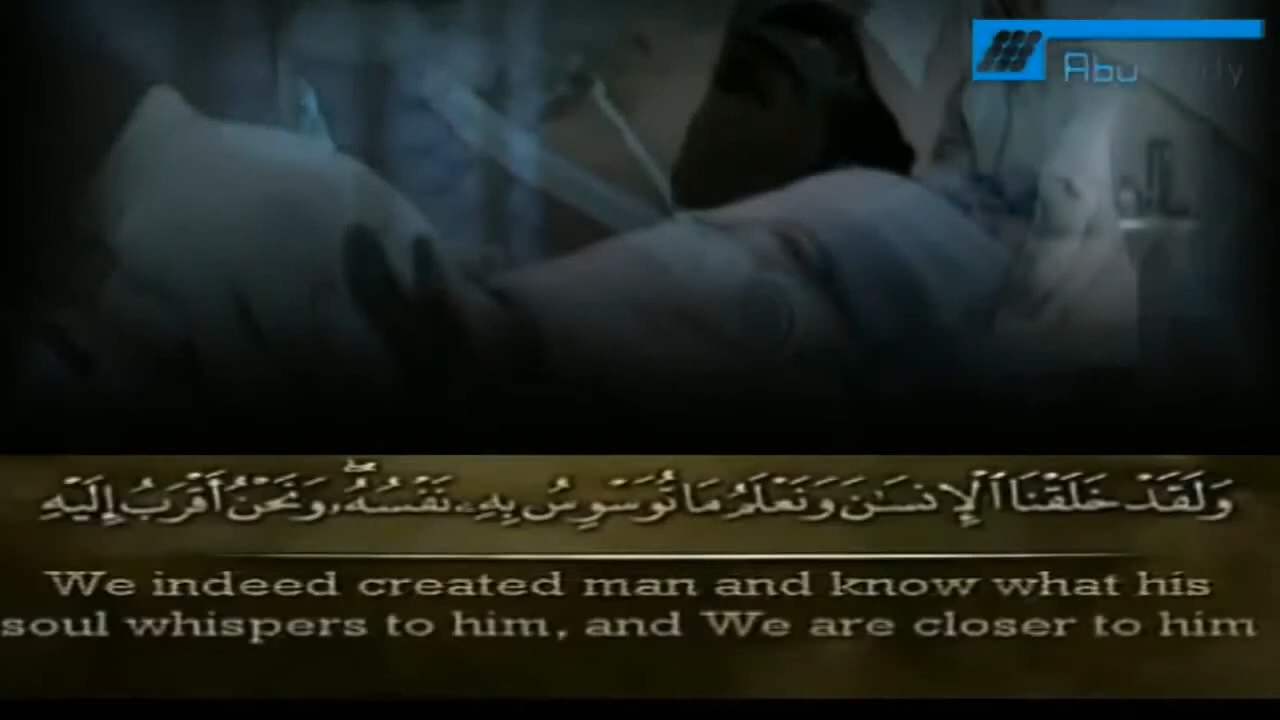 Abu
وَلَقَدْ خَلَقْنَا ٱلْإِنسَـٰنَ وَنَعْلَمُ مَا تُوَسْوِسُ بِهِۦ نَفْسُهُۥ ۖ وَنَحْنُ أَقْرَبُ إِلَيْهِ
We indeed created man and know what his
soul whispers to him, and We are closer to him